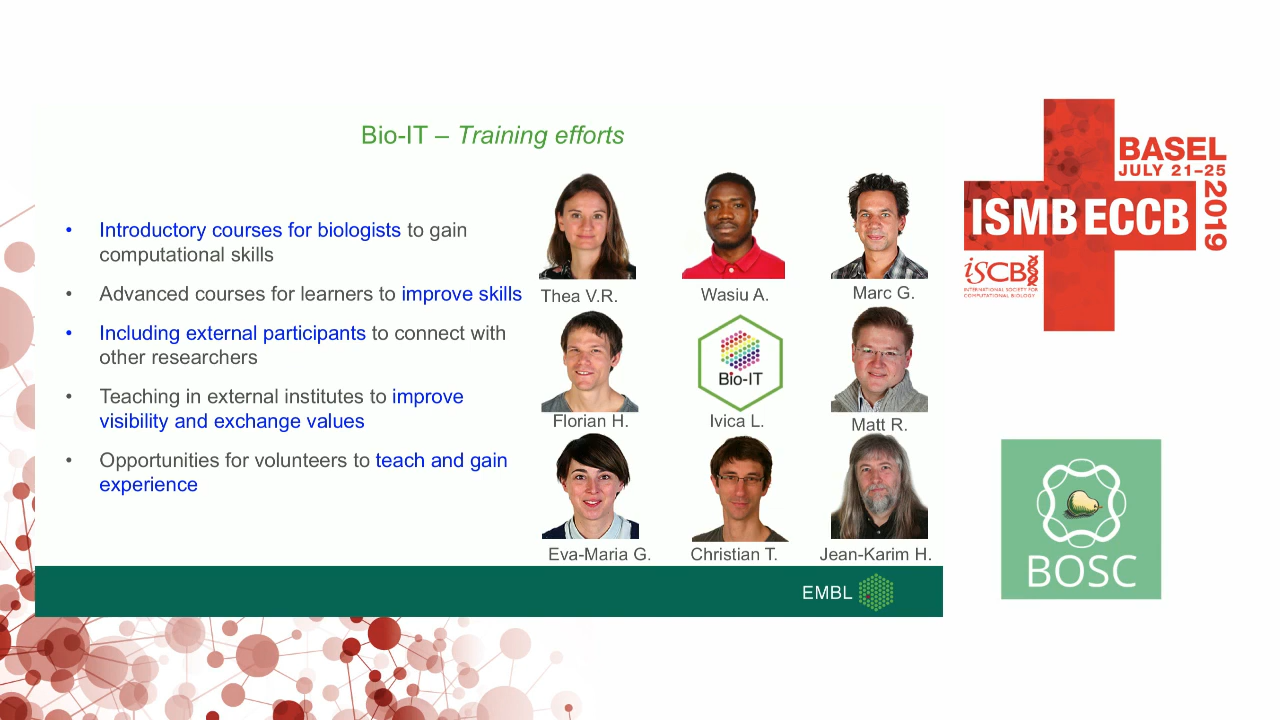 Bio-IT – Training efforts
• Introductory courses for biologists to gain
computational skills
• Advanced courses for learners to improve skills
• Including external participants to connect with
other researchers
• Teaching in external institutes to improve
visibility and exchange values
• Opportunities for volunteers to teach and gain
experience
Thea V.R.
Wasiu A.
Marc G.
Florian H.
Bio-IT
Ivica L.
Matt R.
Eva-Maria G.
Christian T.
Jean-Karim H.
EMBL
BASEL
JULY 21–25
2019
ISMB ECCB
ISCB
INTERNATIONAL SOCIETY FOR
COMPUTATIONAL BIOLOGY
BOSC